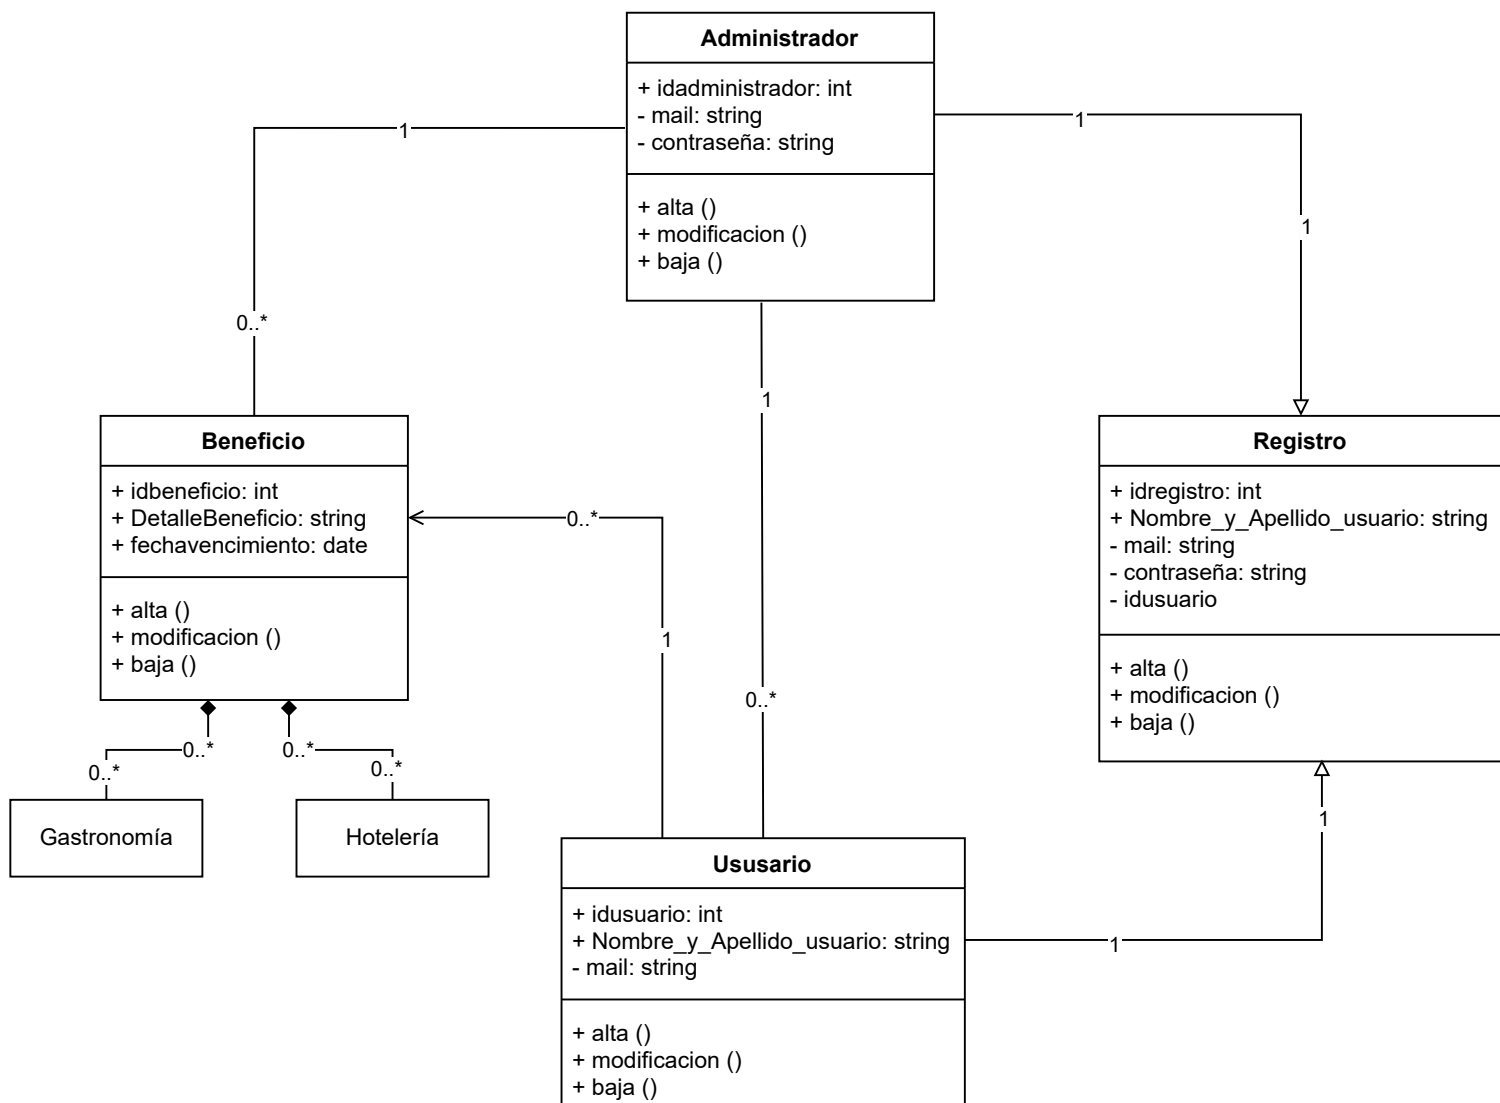 Administrador
+ idadministrador: int
- mail: string
- contraseña: string
+ alta ()
+ modificacion ()
+ baja ()
1
0..*
1
1
1
0..*
Beneficio
+ idbeneficio: int
+ DetalleBeneficio: string
+ fechavencimiento: date
+ alta ()
+ modificacion ()
+ baja ()
0..*
1
Registro
+ idregistro: int
+ Nombre_y_Apellido_usuario: string
- mail: string
- contraseña: string
- idusuario
+ alta ()
+ modificacion ()
+ baja ()
0..*
0..*
0..*
0..*
Gastronomía
Hotelería
Ususario
+ idusuario: int
+ Nombre_y_Apellido_usuario: string
- mail: string
+ alta ()
+ modificacion ()
+ baja ()
1
1